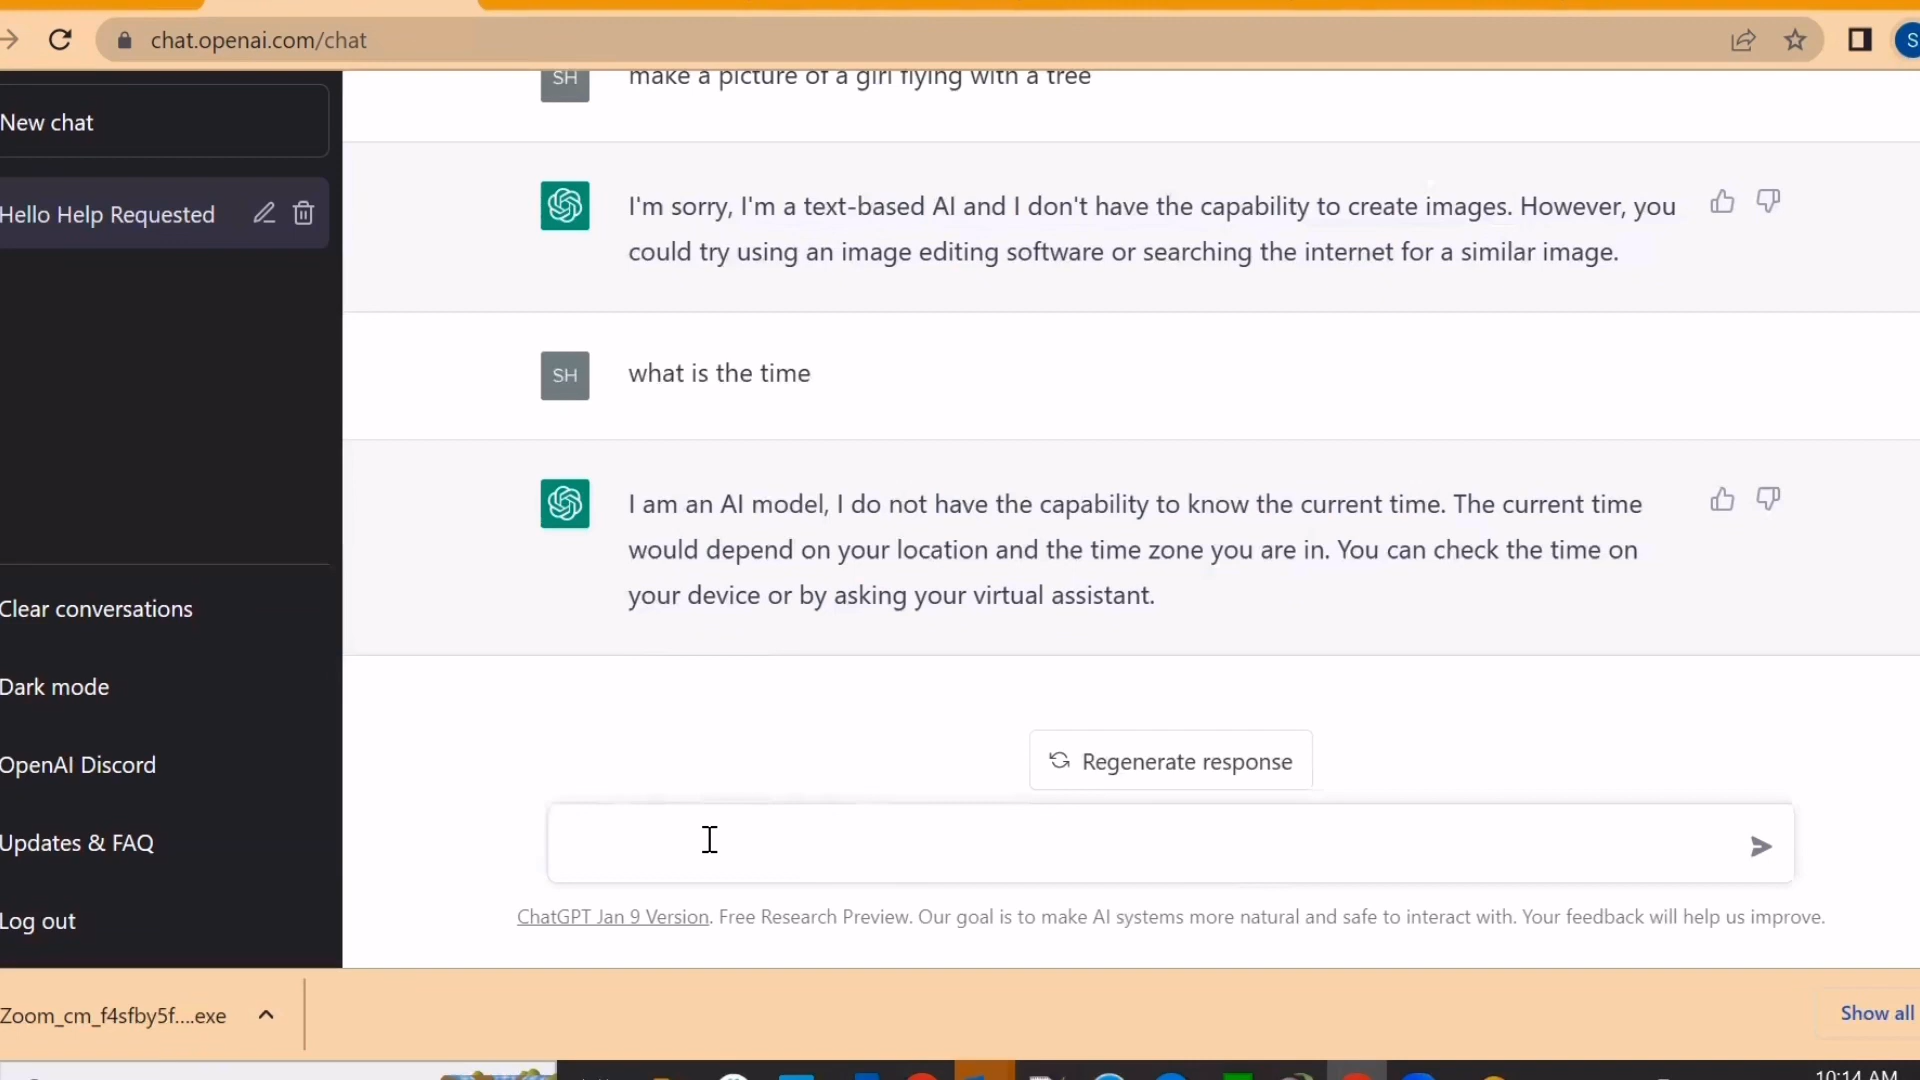 chat.openai.com/chat
S
New chat
Hello Help Requested
Clear conversations
Dark mode
OpenAI Discord
Updates & FAQ
Log out
SH
make a picture of a girl flying with a tree
I'm sorry, I'm a text-based AI and I don't have the capability to create images. However, you
could try using an image editing software or searching the internet for a similar image.
SH
what is the time
I am an AI model, I do not have the capability to know the current time. The current time
would depend on your location and the time zone you are in. You can check the time on
your device or by asking your virtual assistant.
Regenerate response
ChatGPT Jan 9 Version. Free Research Preview. Our goal is to make AI systems more natural and safe to interact with. Your feedback will help us improve.
Zoom_cm_f4sfby5f....exe
Show all
10:14 AM